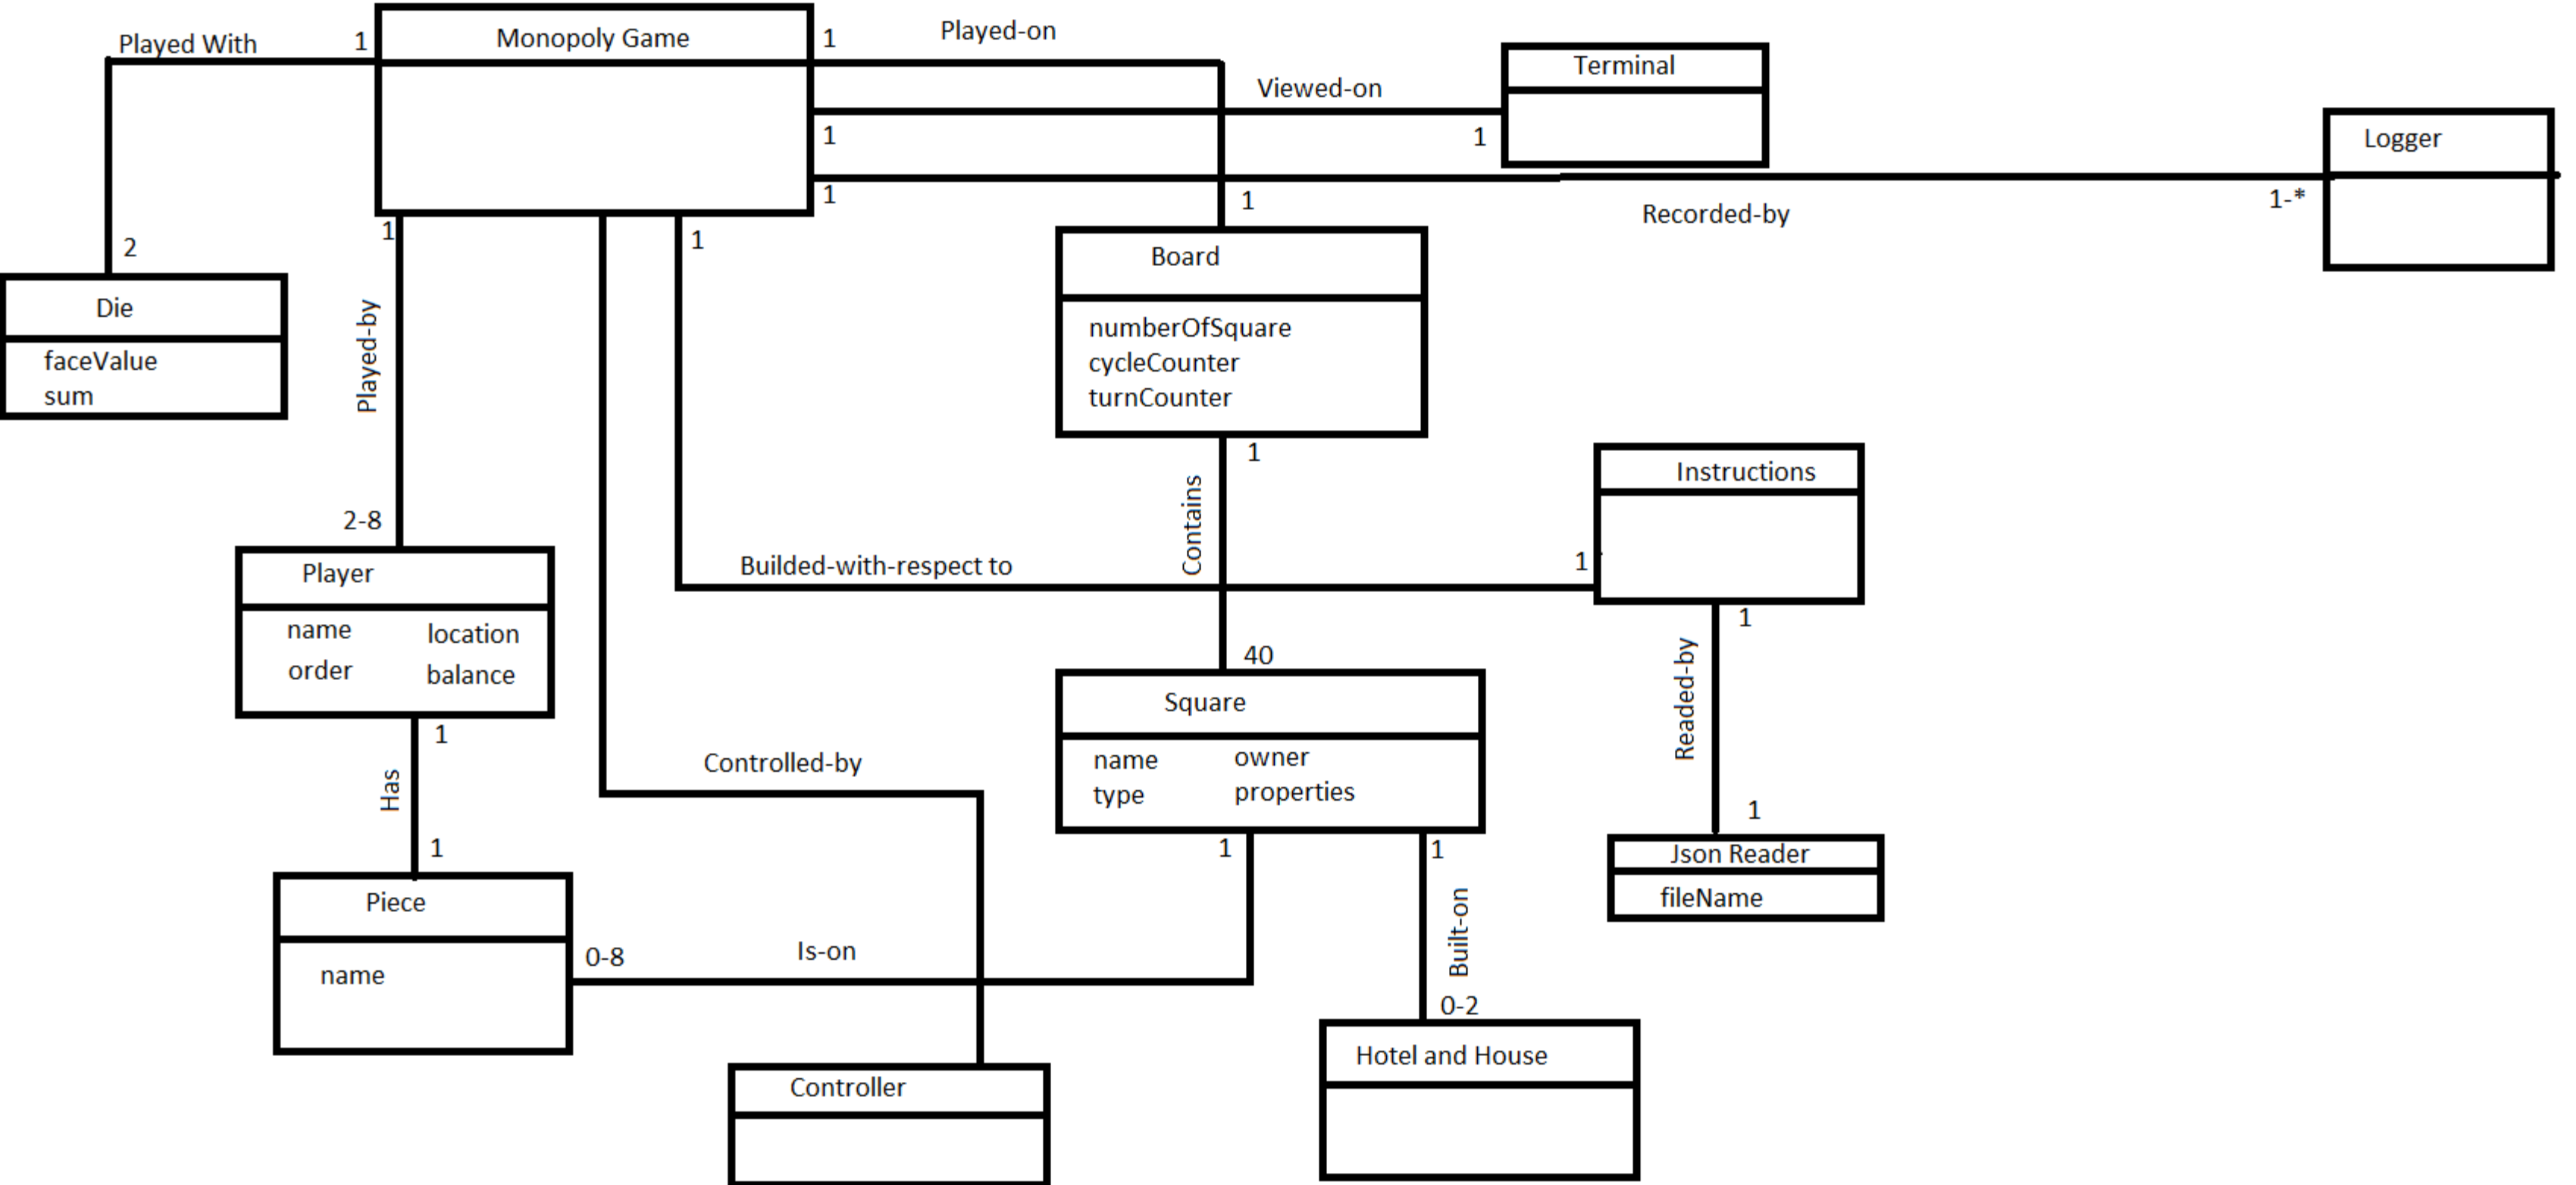 Played With
1
Monopoly Game
1
Played-on
Viewed-on
Terminal
1
1
Logger
1
1
1-*
Recorded-by
1
1
2
Board
Die
faceValue
sum
Played-by
numberOfSquare
cycleCounter
turnCounter
1
Contains
Instructions
2-8
Player
name
location
order
balance
Builded-with-respect to
1
1
Readed-by
40
Square
name
owner
type
properties
1
Has
1
Controlled-by
1
Json Reader
fileName
1
1
Piece
name
0-8
Is-on
Built-on
0-2
Hotel and House
Controller